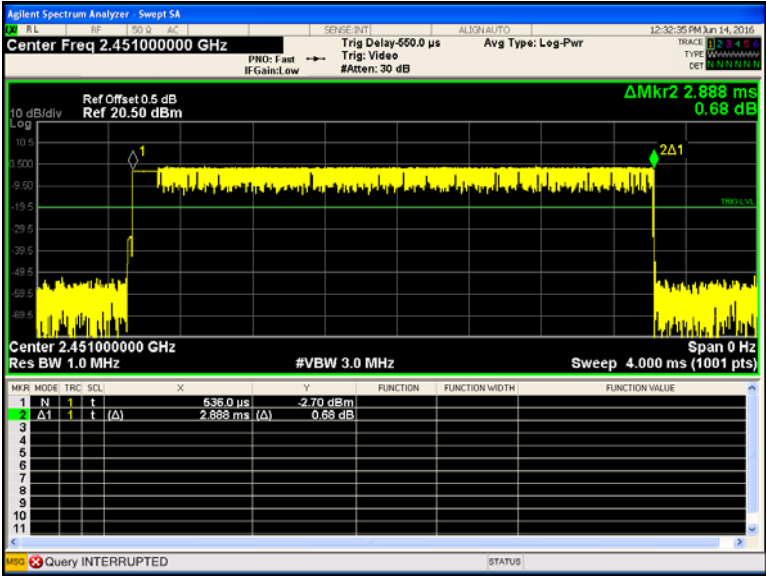 Agilent Spectrum Analyzer - Swept SA
RL RF 50 Ω AC SENSE:INT ALIGN AUTO 12:32:35 PM Jun 14, 2016
Center Freq 2.451000000 GHz
PNO: Fast
IFGain:Low
Trig Delay-550.0 µs
Trig: Video
#Atten: 30 dB
Avg Type: Log-Pwr
TRACE 1 2 3 4 5 6
TYPE W
DET N N N N N N
ΔMkr2 2.888 ms
0.68 dB
Ref Offset 0.5 dB
10 dB/div Ref 20.50 dBm
Log
10.5
1
2Δ1
0.500
-9.50
-19.5
TRIG LVL
-29.5
-39.5
-49.5
-59.5
-69.5
Center 2.451000000 GHz Span 0 Hz
Res BW 1.0 MHz #VBW 3.0 MHz Sweep 4.000 ms (1001 pts)
MKR MODE TRC SCL X Y FUNCTION FUNCTION WIDTH FUNCTION VALUE
1 N 1 t 536.0 µs -2.70 dBm
2 Δ1 1 t (Δ) 2.888 ms (Δ) 0.68 dB
3
4
5
6
7
8
9
10
11
MSG Query INTERRUPTED STATUS